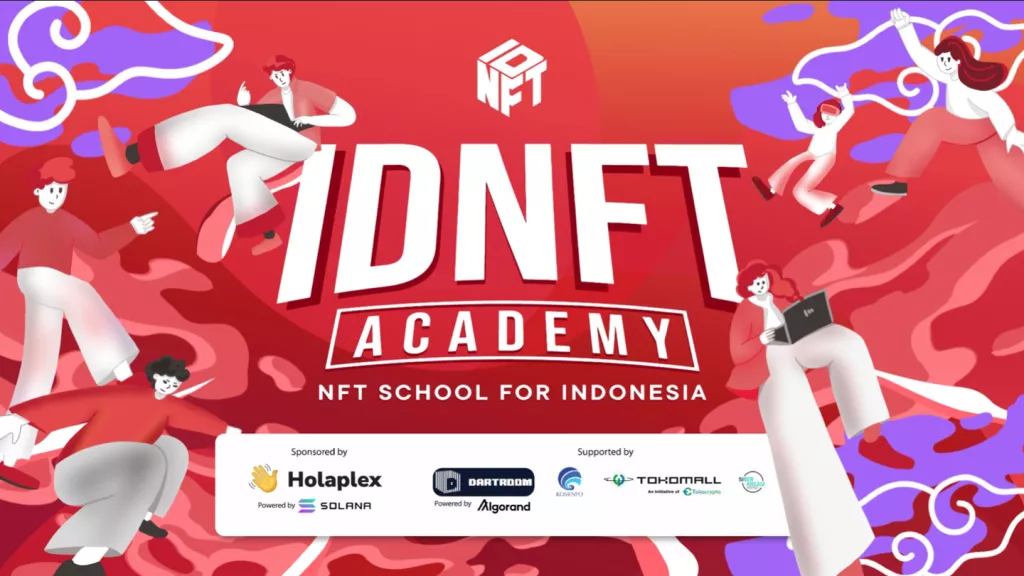 IDNFT
IDNFT
ACADEMY
NFT SCHOOL FOR INDONESIA
Sponsored by
Holaplex
Powered by SOLANA
DARTROOM
Powered by Algorand
Supported by
KOMINFO
TOKOMALL
An Initiative of Tokocrypto